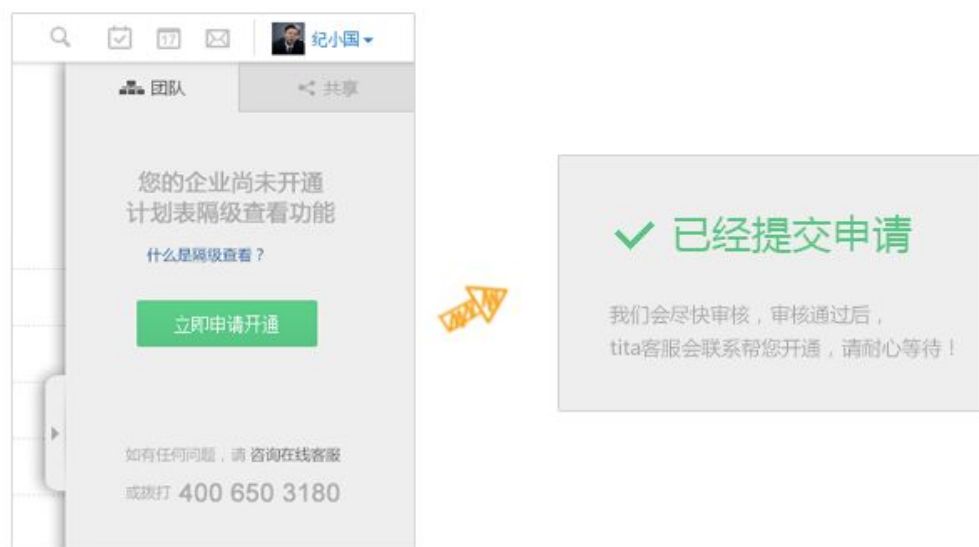 17
纪小国
团队
共享
您的企业尚未开通
计划表隔级查看功能
什么是隔级查看？
立即申请开通
如有任何问题，请 咨询在线客服
或拨打 400 650 3180
已经提交申请
我们会尽快审核，审核通过后，
tita客服会联系帮您开通，请耐心等待！